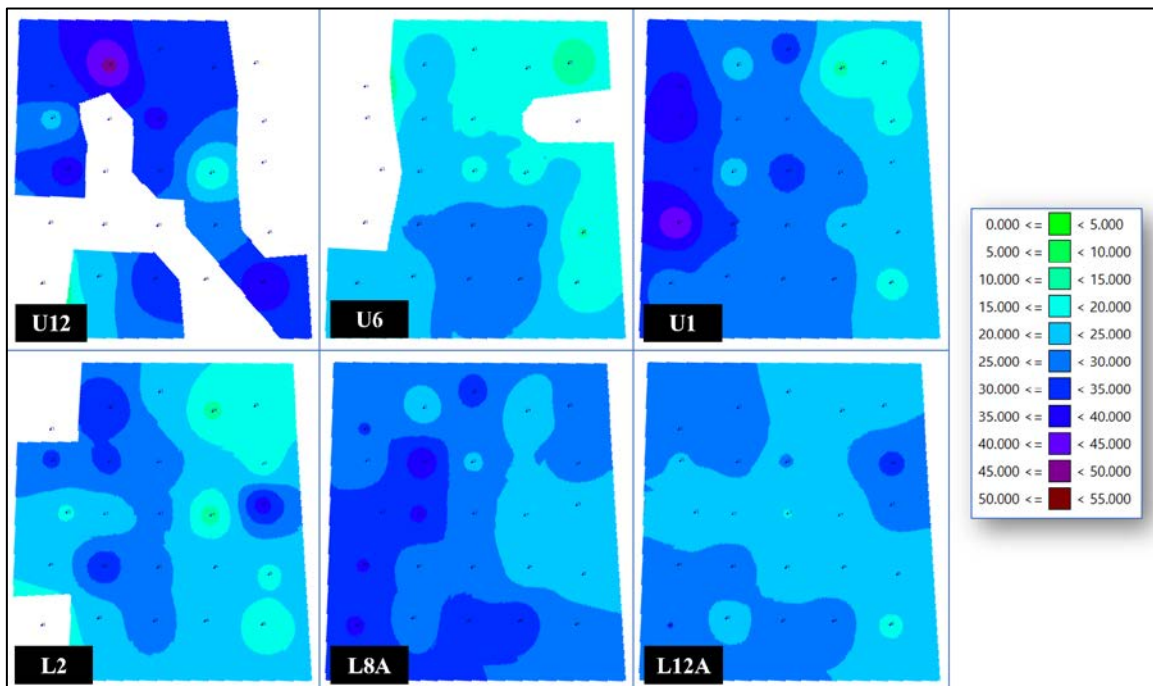 U12
U6
U1
0.000 <= < 5.000
5.000 <= < 10.000
10.000 <= < 15.000
15.000 <= < 20.000
20.000 <= < 25.000
25.000 <= < 30.000
30.000 <= < 35.000
35.000 <= < 40.000
40.000 <= < 45.000
45.000 <= < 50.000
50.000 <= < 55.000
L2
L8A
L12A